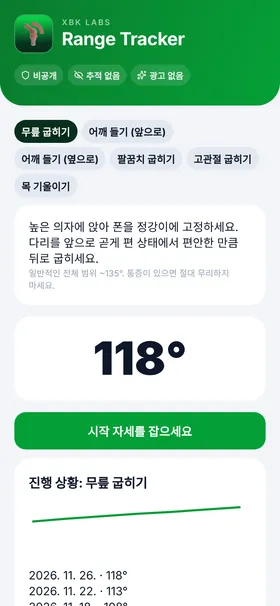 XBK LABS
Range Tracker
비공개
추적 없음
광고 없음
무릎 굽히기
어깨 들기 (앞으로)
어깨 들기 (옆으로)
팔꿈치 굽히기
고관절 굽히기
목 기울이기
높은 의자에 앉아 폰을 정강이에 고정하세요.
다리를 앞으로 곧게 편 상태에서 편안한 만큼
뒤로 굽히세요.
일반적인 전체 범위 ~135°. 통증이 있으면 절대 무리하지
마세요.
118°
시작 자세를 잡으세요
진행 상황: 무릎 굽히기
2026. 11. 26. · 118°
2026. 11. 22. · 113°
2026. 11. 18. · 108°